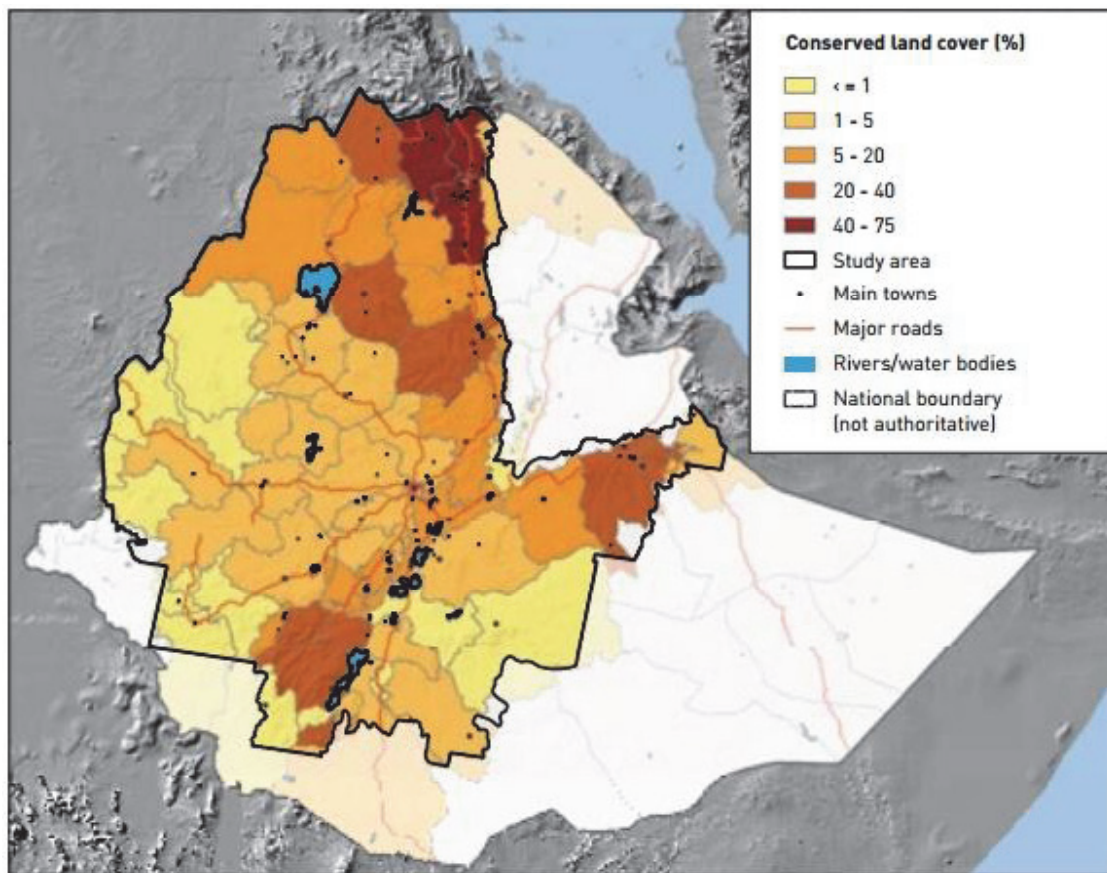 Conserved land cover (%)
< = 1
1 - 5
5 - 20
20 - 40
40 - 75
Study area
Main towns
Major roads
Rivers/water bodies
National boundary
(not authoritative)